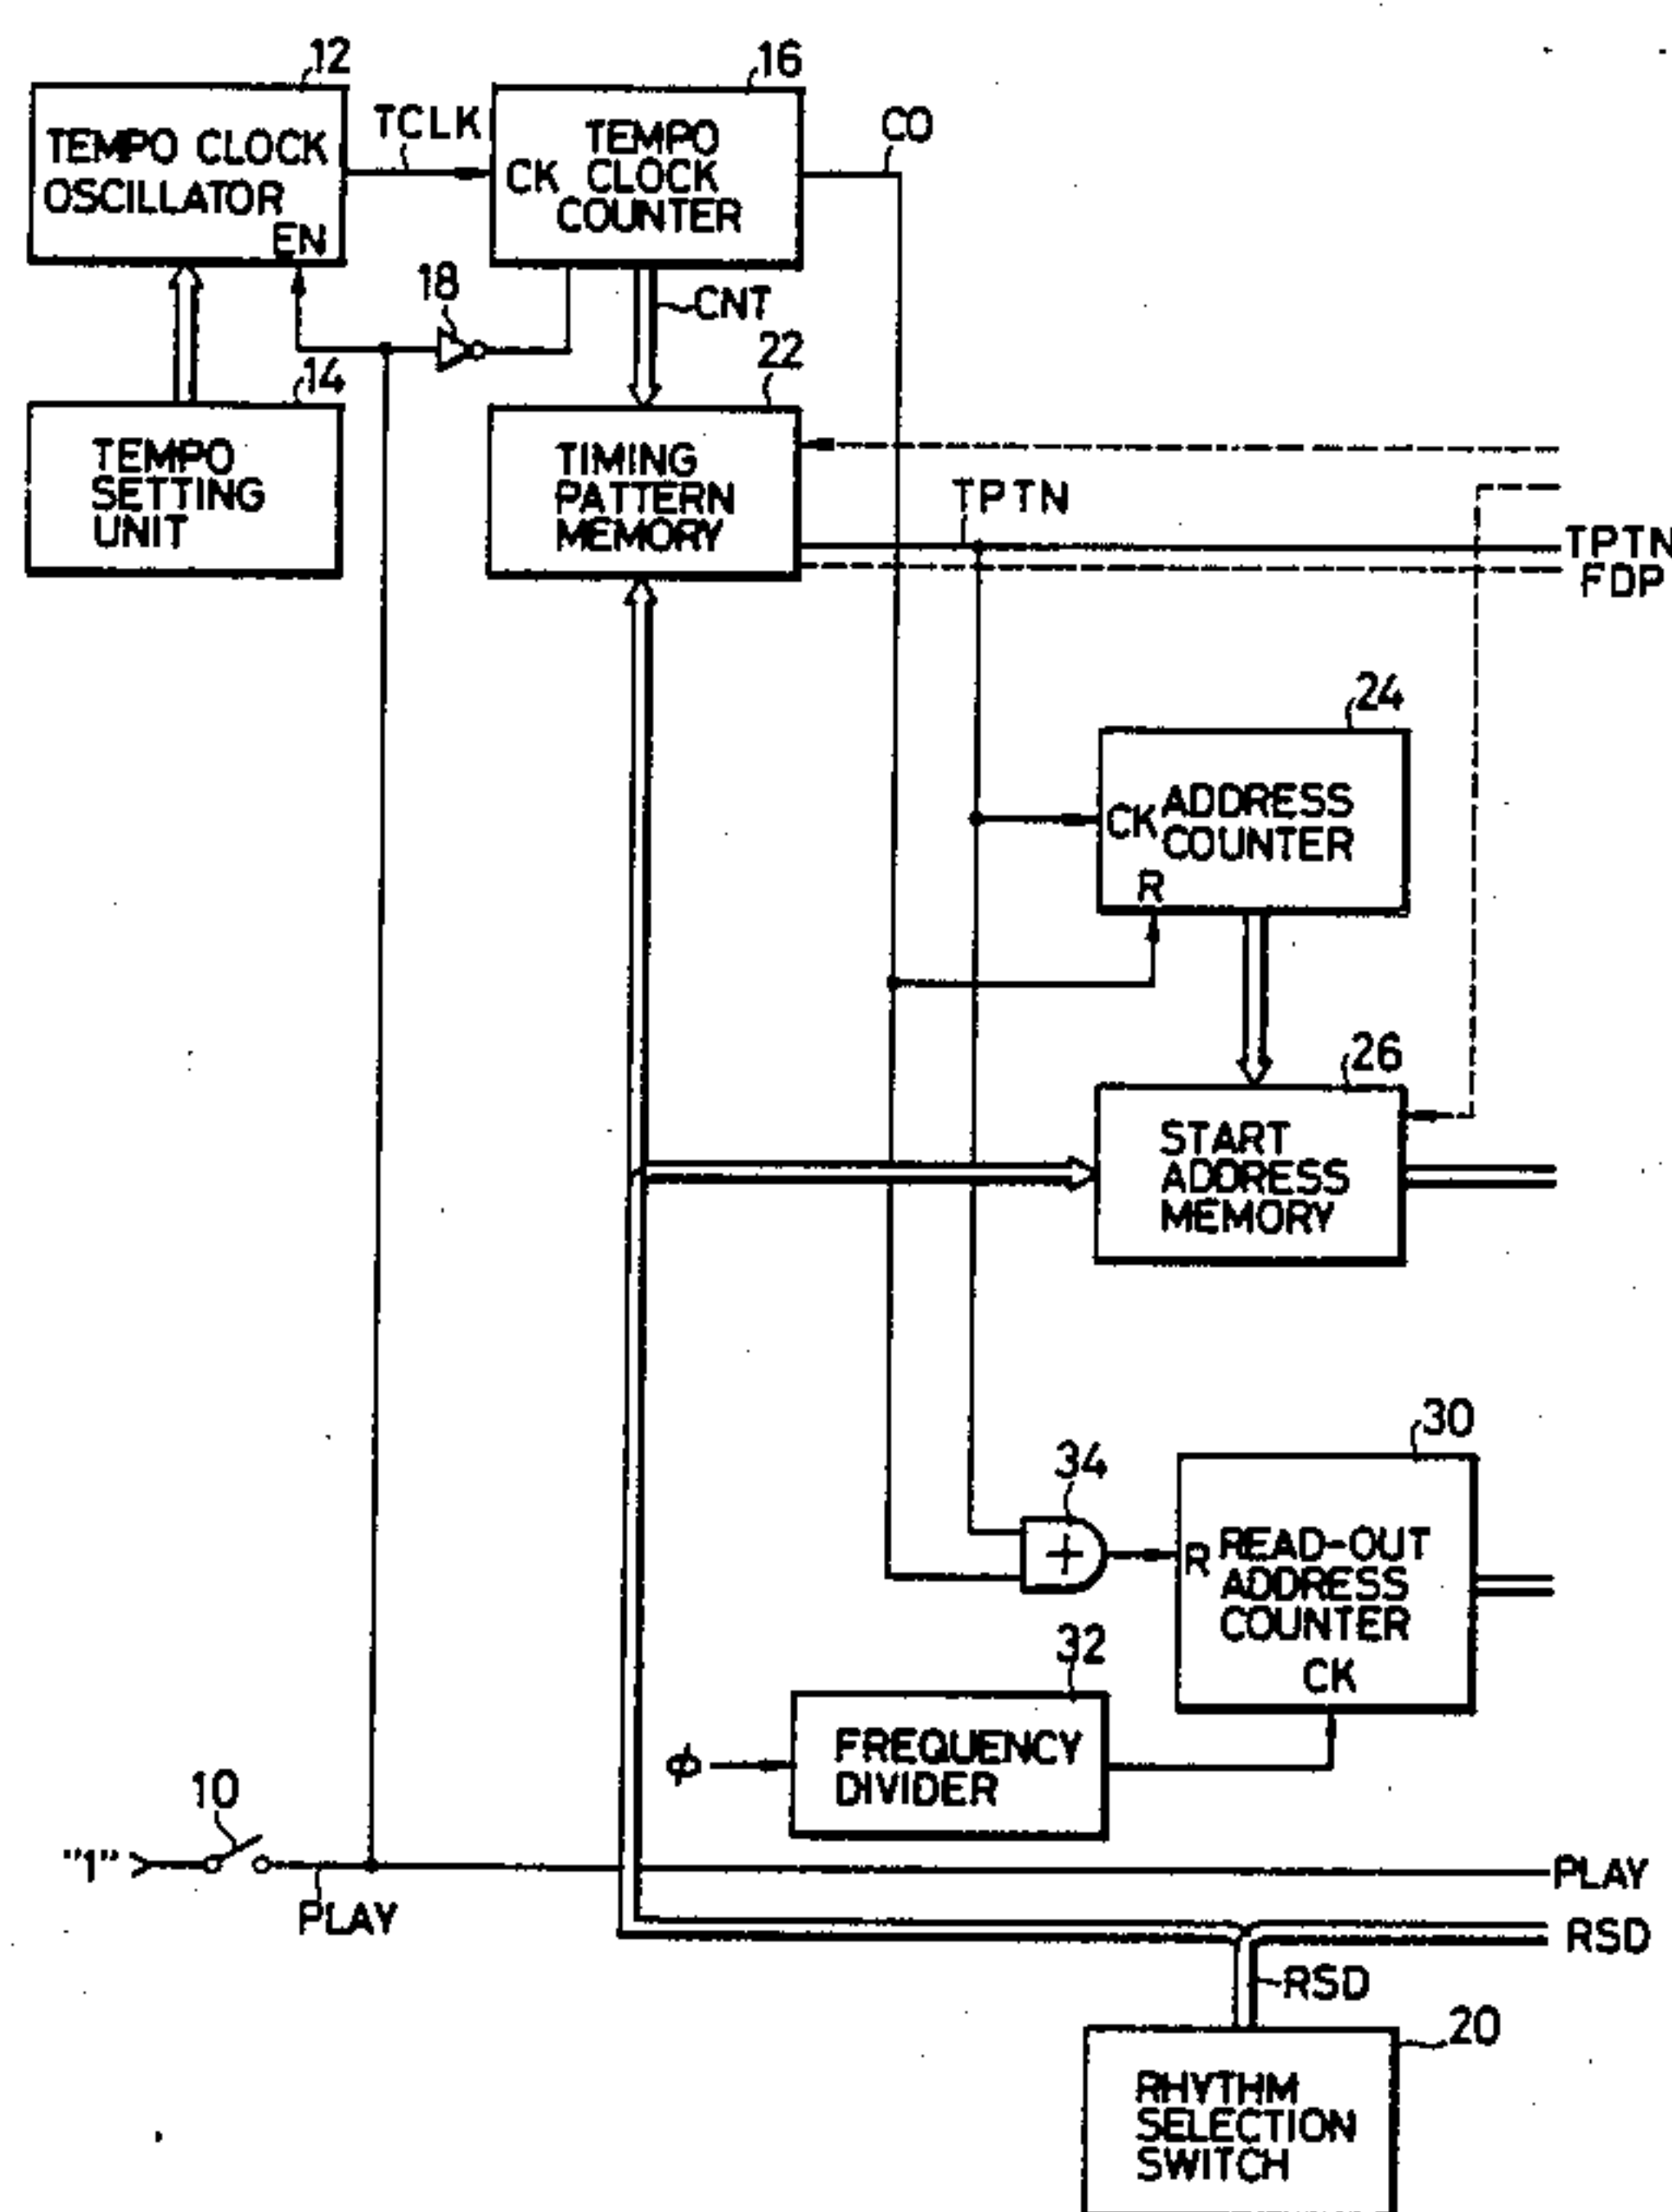 12
16
TEMPO CLOCK
OSCILLATOR
EN
TCLK
CK
TEMPO
CLOCK
COUNTER
CO
18
CNT
22
14
TEMPO
SETTING
UNIT
TIMING
PATTERN
MEMORY
TPTN
TPTN
FDP
24
CK
ADDRESS
COUNTER
R
26
START
ADDRESS
MEMORY
30
34
R
READ-OUT
ADDRESS
COUNTER
CK
32
φ
FREQUENCY
DIVIDER
10
"1"
PLAY
PLAY
RSD
RSD
20
RHYTHM
SELECTION
SWITCH